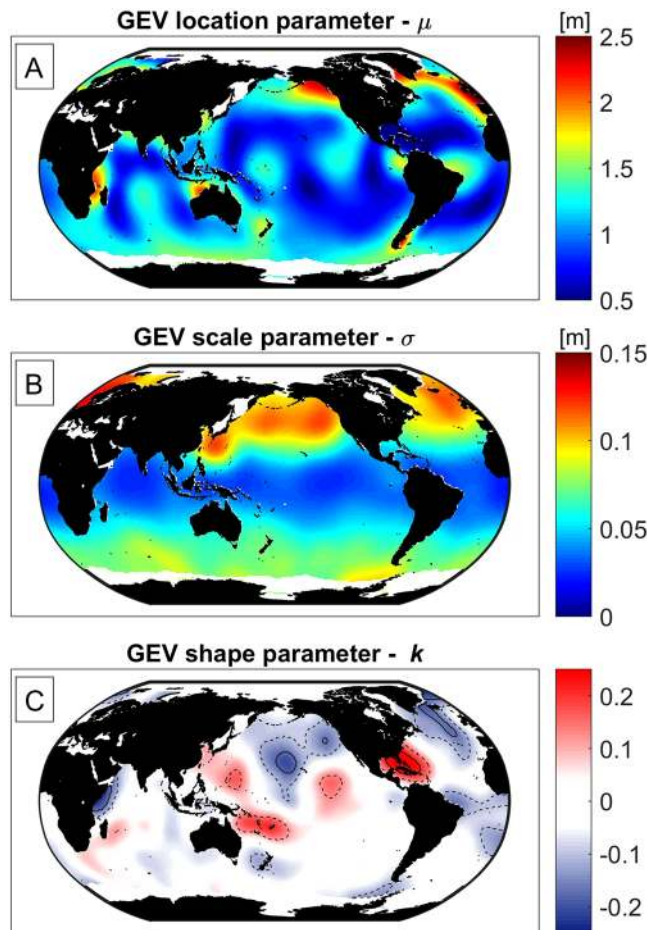 GEV location parameter - μ
[m]
A
2.5
2
1.5
1
0.5
GEV scale parameter - σ
[m]
B
0.15
0.1
0.05
0
GEV shape parameter - k
C
0.2
0.1
0
-0.1
-0.2